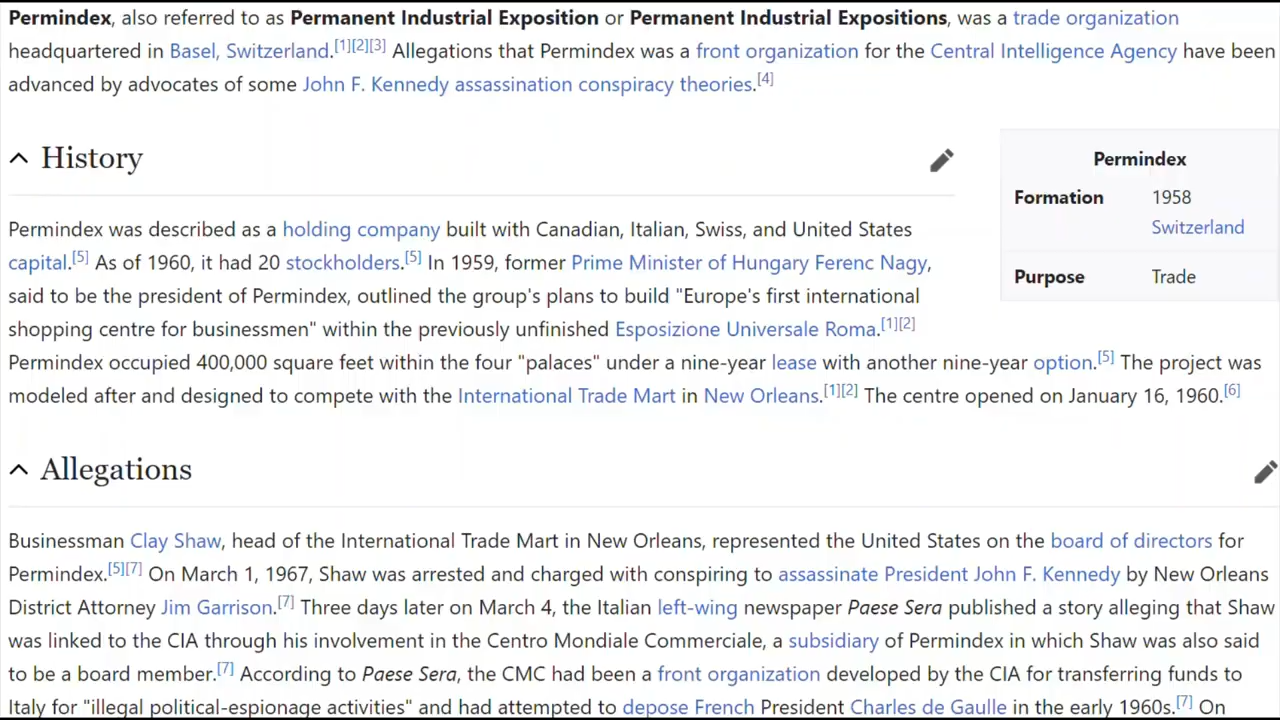 Permindex, also referred to as Permanent Industrial Exposition or Permanent Industrial Expositions, was a trade organization
headquartered in Basel, Switzerland.[1][2][3] Allegations that Permindex was a front organization for the Central Intelligence Agency have been
advanced by advocates of some John F. Kennedy assassination conspiracy theories.[4]
History
Permindex
Formation 1958
Switzerland
Purpose Trade
Permindex was described as a holding company built with Canadian, Italian, Swiss, and United States
capital.[5] As of 1960, it had 20 stockholders.[5] In 1959, former Prime Minister of Hungary Ferenc Nagy,
said to be the president of Permindex, outlined the group's plans to build "Europe's first international
shopping centre for businessmen" within the previously unfinished Esposizione Universale Roma.[1][2]
Permindex occupied 400,000 square feet within the four "palaces" under a nine-year lease with another nine-year option.[5] The project was
modeled after and designed to compete with the International Trade Mart in New Orleans.[1][2] The centre opened on January 16, 1960.[6]
Allegations
Businessman Clay Shaw, head of the International Trade Mart in New Orleans, represented the United States on the board of directors for
Permindex.[5][7] On March 1, 1967, Shaw was arrested and charged with conspiring to assassinate President John F. Kennedy by New Orleans
District Attorney Jim Garrison.[7] Three days later on March 4, the Italian left-wing newspaper Paese Sera published a story alleging that Shaw
was linked to the CIA through his involvement in the Centro Mondiale Commerciale, a subsidiary of Permindex in which Shaw was also said
to be a board member.[7] According to Paese Sera, the CMC had been a front organization developed by the CIA for transferring funds to
Italy for "illegal political-espionage activities" and had attempted to depose French President Charles de Gaulle in the early 1960s.[7] On